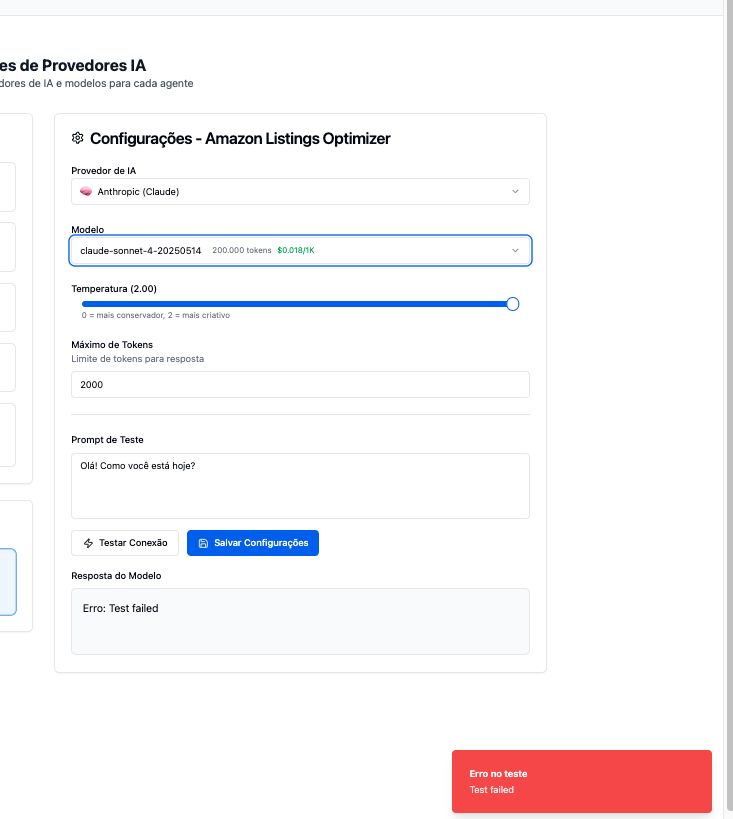 es de Provedores IA
dores de IA e modelos para cada agente
Configurações - Amazon Listings Optimizer
Provedor de IA
Anthropic (Claude)
Modelo
claude-sonnet-4-20250514 200.000 tokens $0.018/1K
Temperatura (2.00)
0 = mais conservador, 2 = mais criativo
Máximo de Tokens
Limite de tokens para resposta
2000
Prompt de Teste
Olá! Como você está hoje?
Testar Conexão Salvar Configurações
Resposta do Modelo
Erro: Test failed
Erro no teste
Test failed